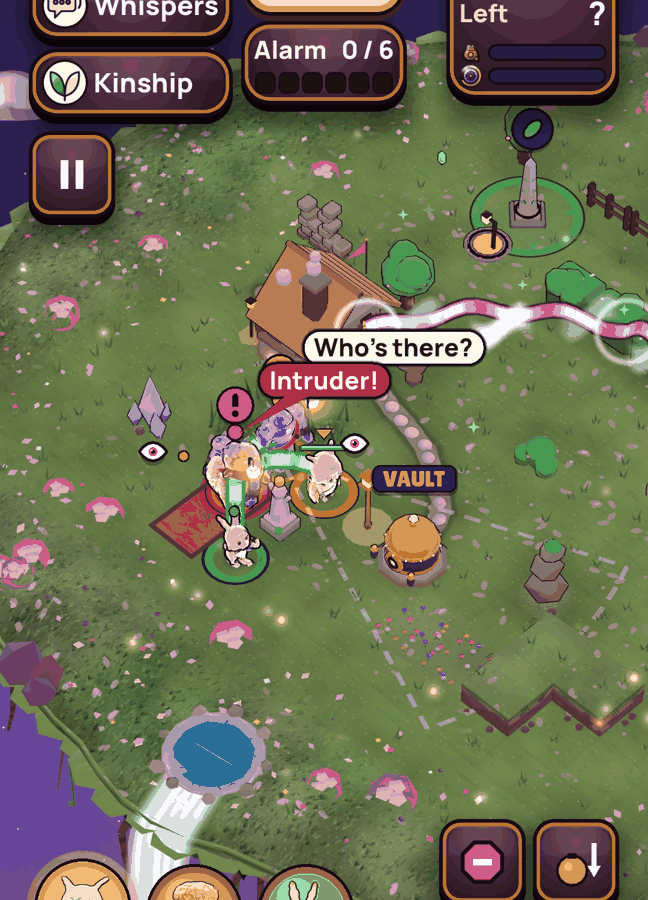 Whispers
Left ?
Alarm 0/6
Kinship
Who's there?
Intruder!
VAULT